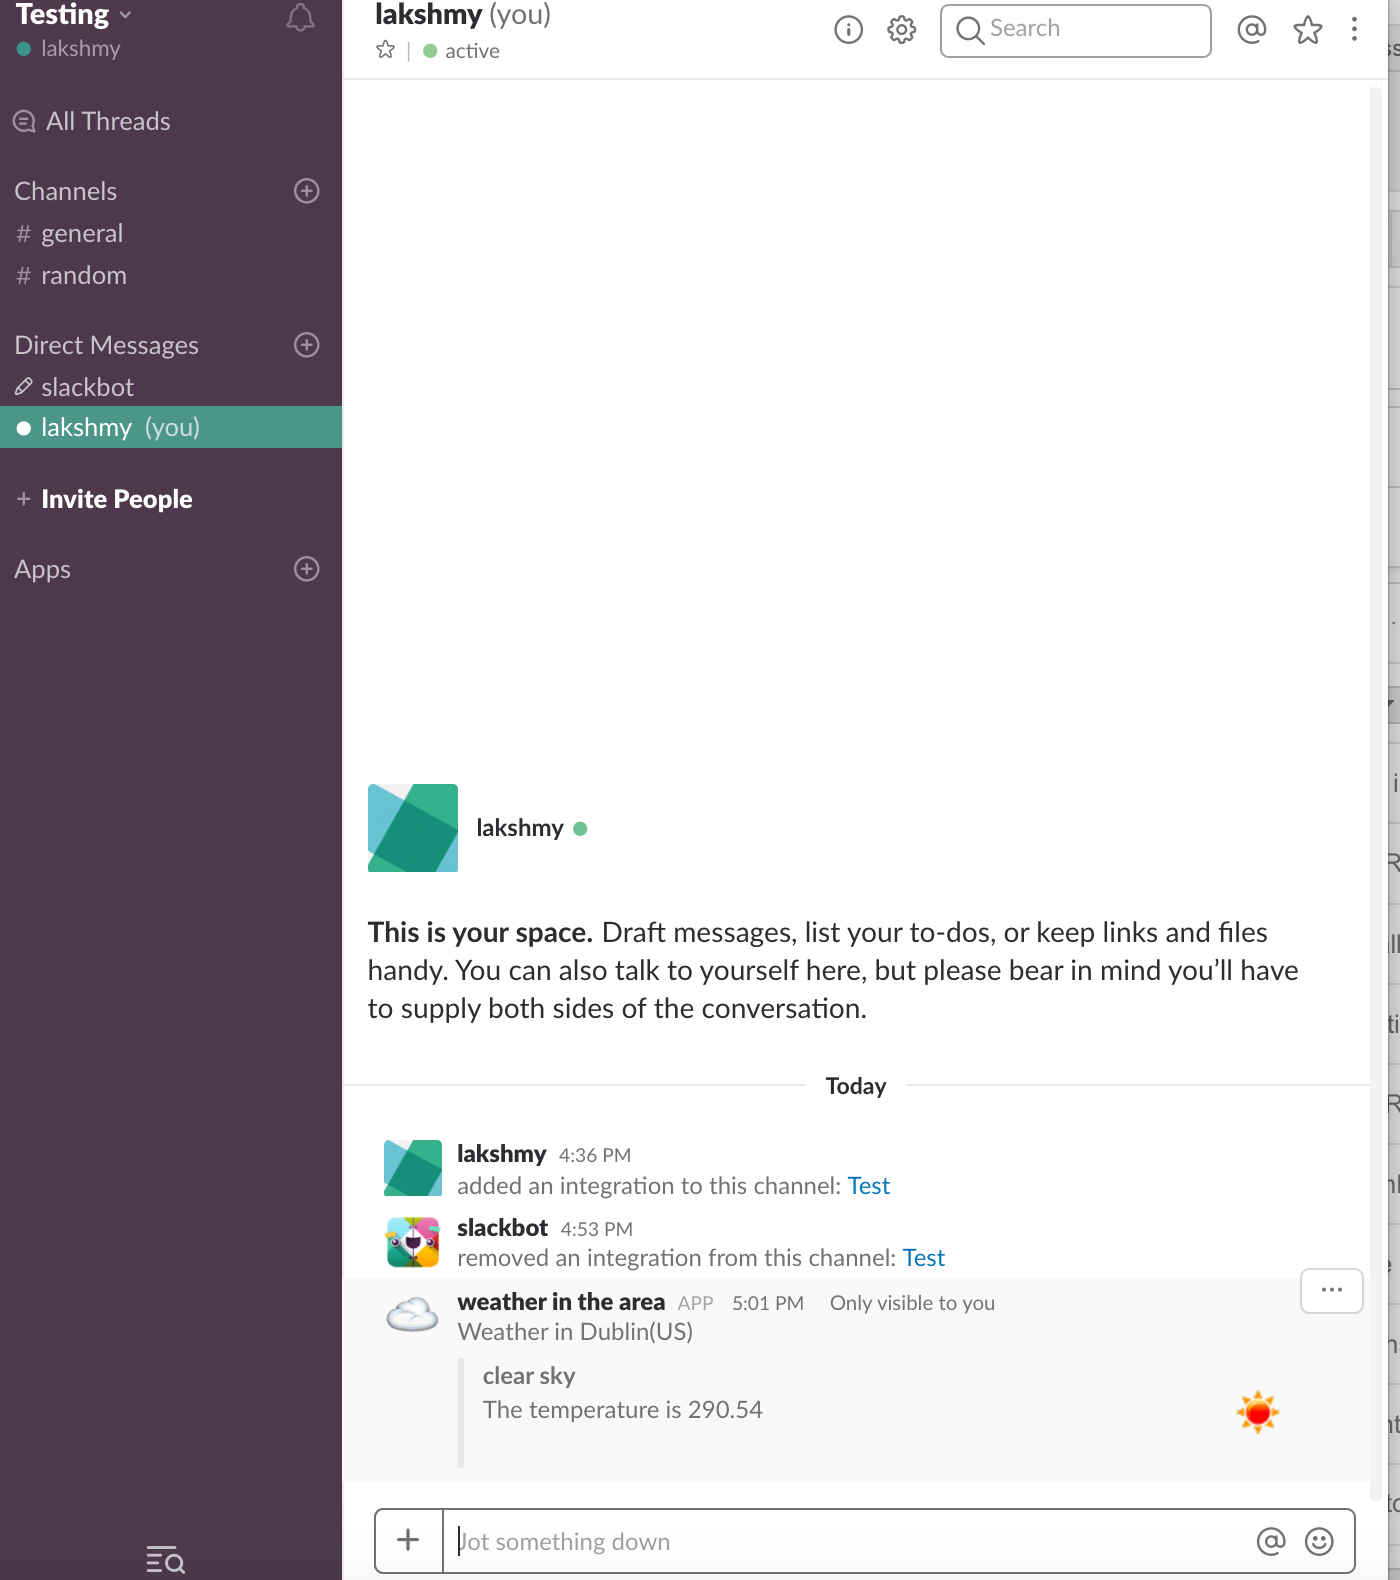 Testing
lakshmy
All Threads
Channels
# general
# random
Direct Messages
slackbot
lakshmy (you)
+ Invite People
Apps
lakshmy (you)
active
Search
lakshmy
This is your space. Draft messages, list your to-dos, or keep links and files
handy. You can also talk to yourself here, but please bear in mind you’ll have
to supply both sides of the conversation.
Today
lakshmy 4:36 PM
added an integration to this channel: Test
slackbot 4:53 PM
removed an integration from this channel: Test
weather in the area APP 5:01 PM Only visible to you
Weather in Dublin(US)
clear sky
The temperature is 290.54
Jot something down